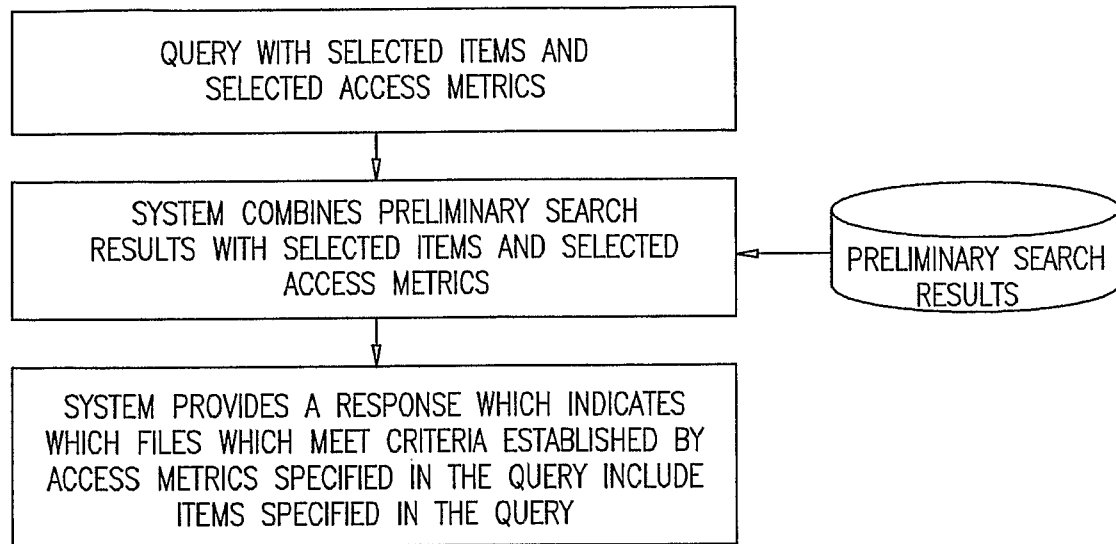 QUERY WITH SELECTED ITEMS AND
SELECTED ACCESS METRICS
SYSTEM COMBINES PRELIMINARY SEARCH
RESULTS WITH SELECTED ITEMS AND SELECTED
ACCESS METRICS
PRELIMINARY SEARCH
RESULTS
SYSTEM PROVIDES A RESPONSE WHICH INDICATES
WHICH FILES WHICH MEET CRITERIA ESTABLISHED BY
ACCESS METRICS SPECIFIED IN THE QUERY INCLUDE
ITEMS SPECIFIED IN THE QUERY